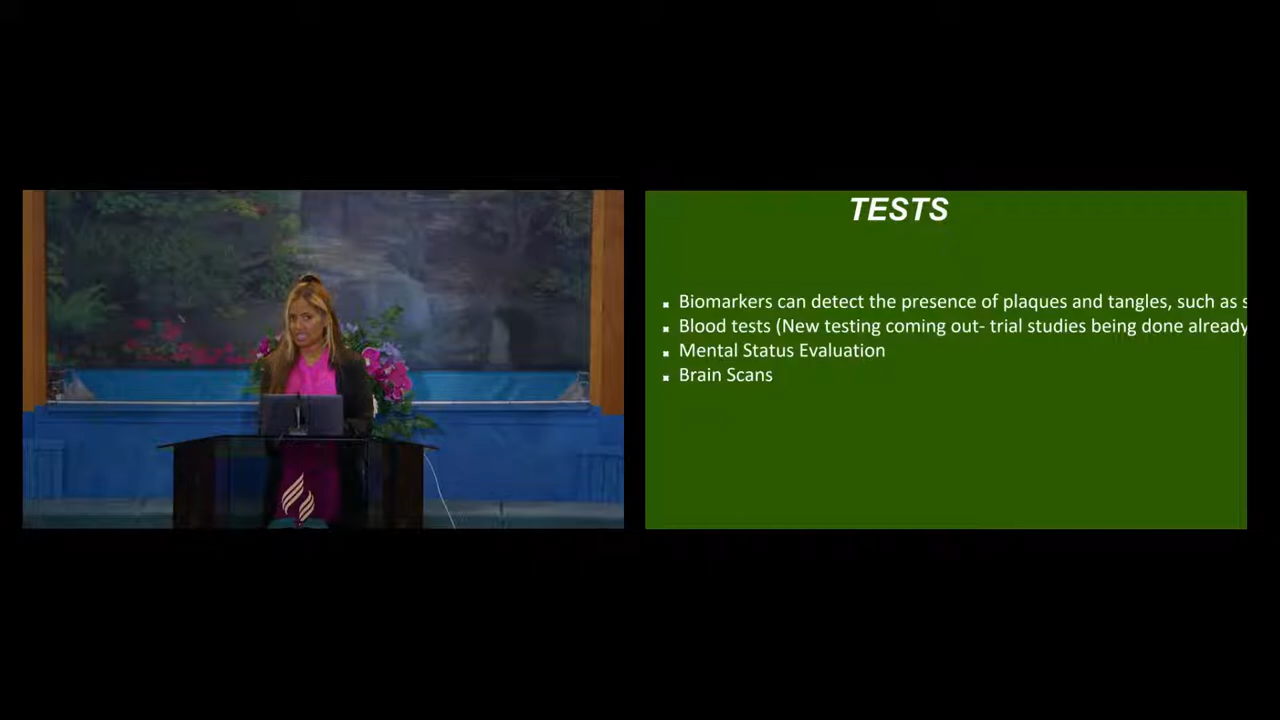 TESTS
Biomarkers can detect the presence of plaques and tangles, such as s
Blood tests (New testing coming out- trial studies being done already
Mental Status Evaluation
Brain Scans